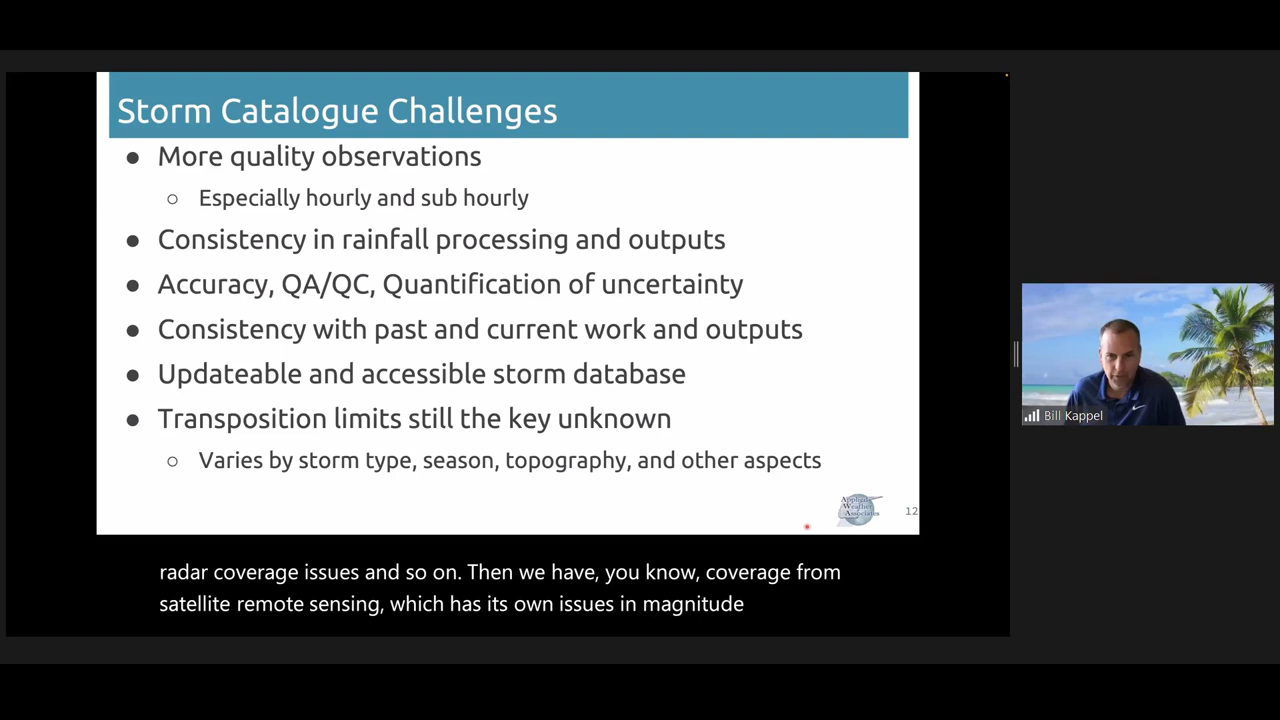 Storm Catalogue Challenges
● More quality observations
○ Especially hourly and sub hourly
● Consistency in rainfall processing and outputs
● Accuracy, QA/QC, Quantification of uncertainty
● Consistency with past and current work and outputs
● Updateable and accessible storm database
● Transposition limits still the key unknown
○ Varies by storm type, season, topography, and other aspects
Applied
Weather
Associates
12
Bill Kappel
radar coverage issues and so on. Then we have, you know, coverage from
satellite remote sensing, which has its own issues in magnitude